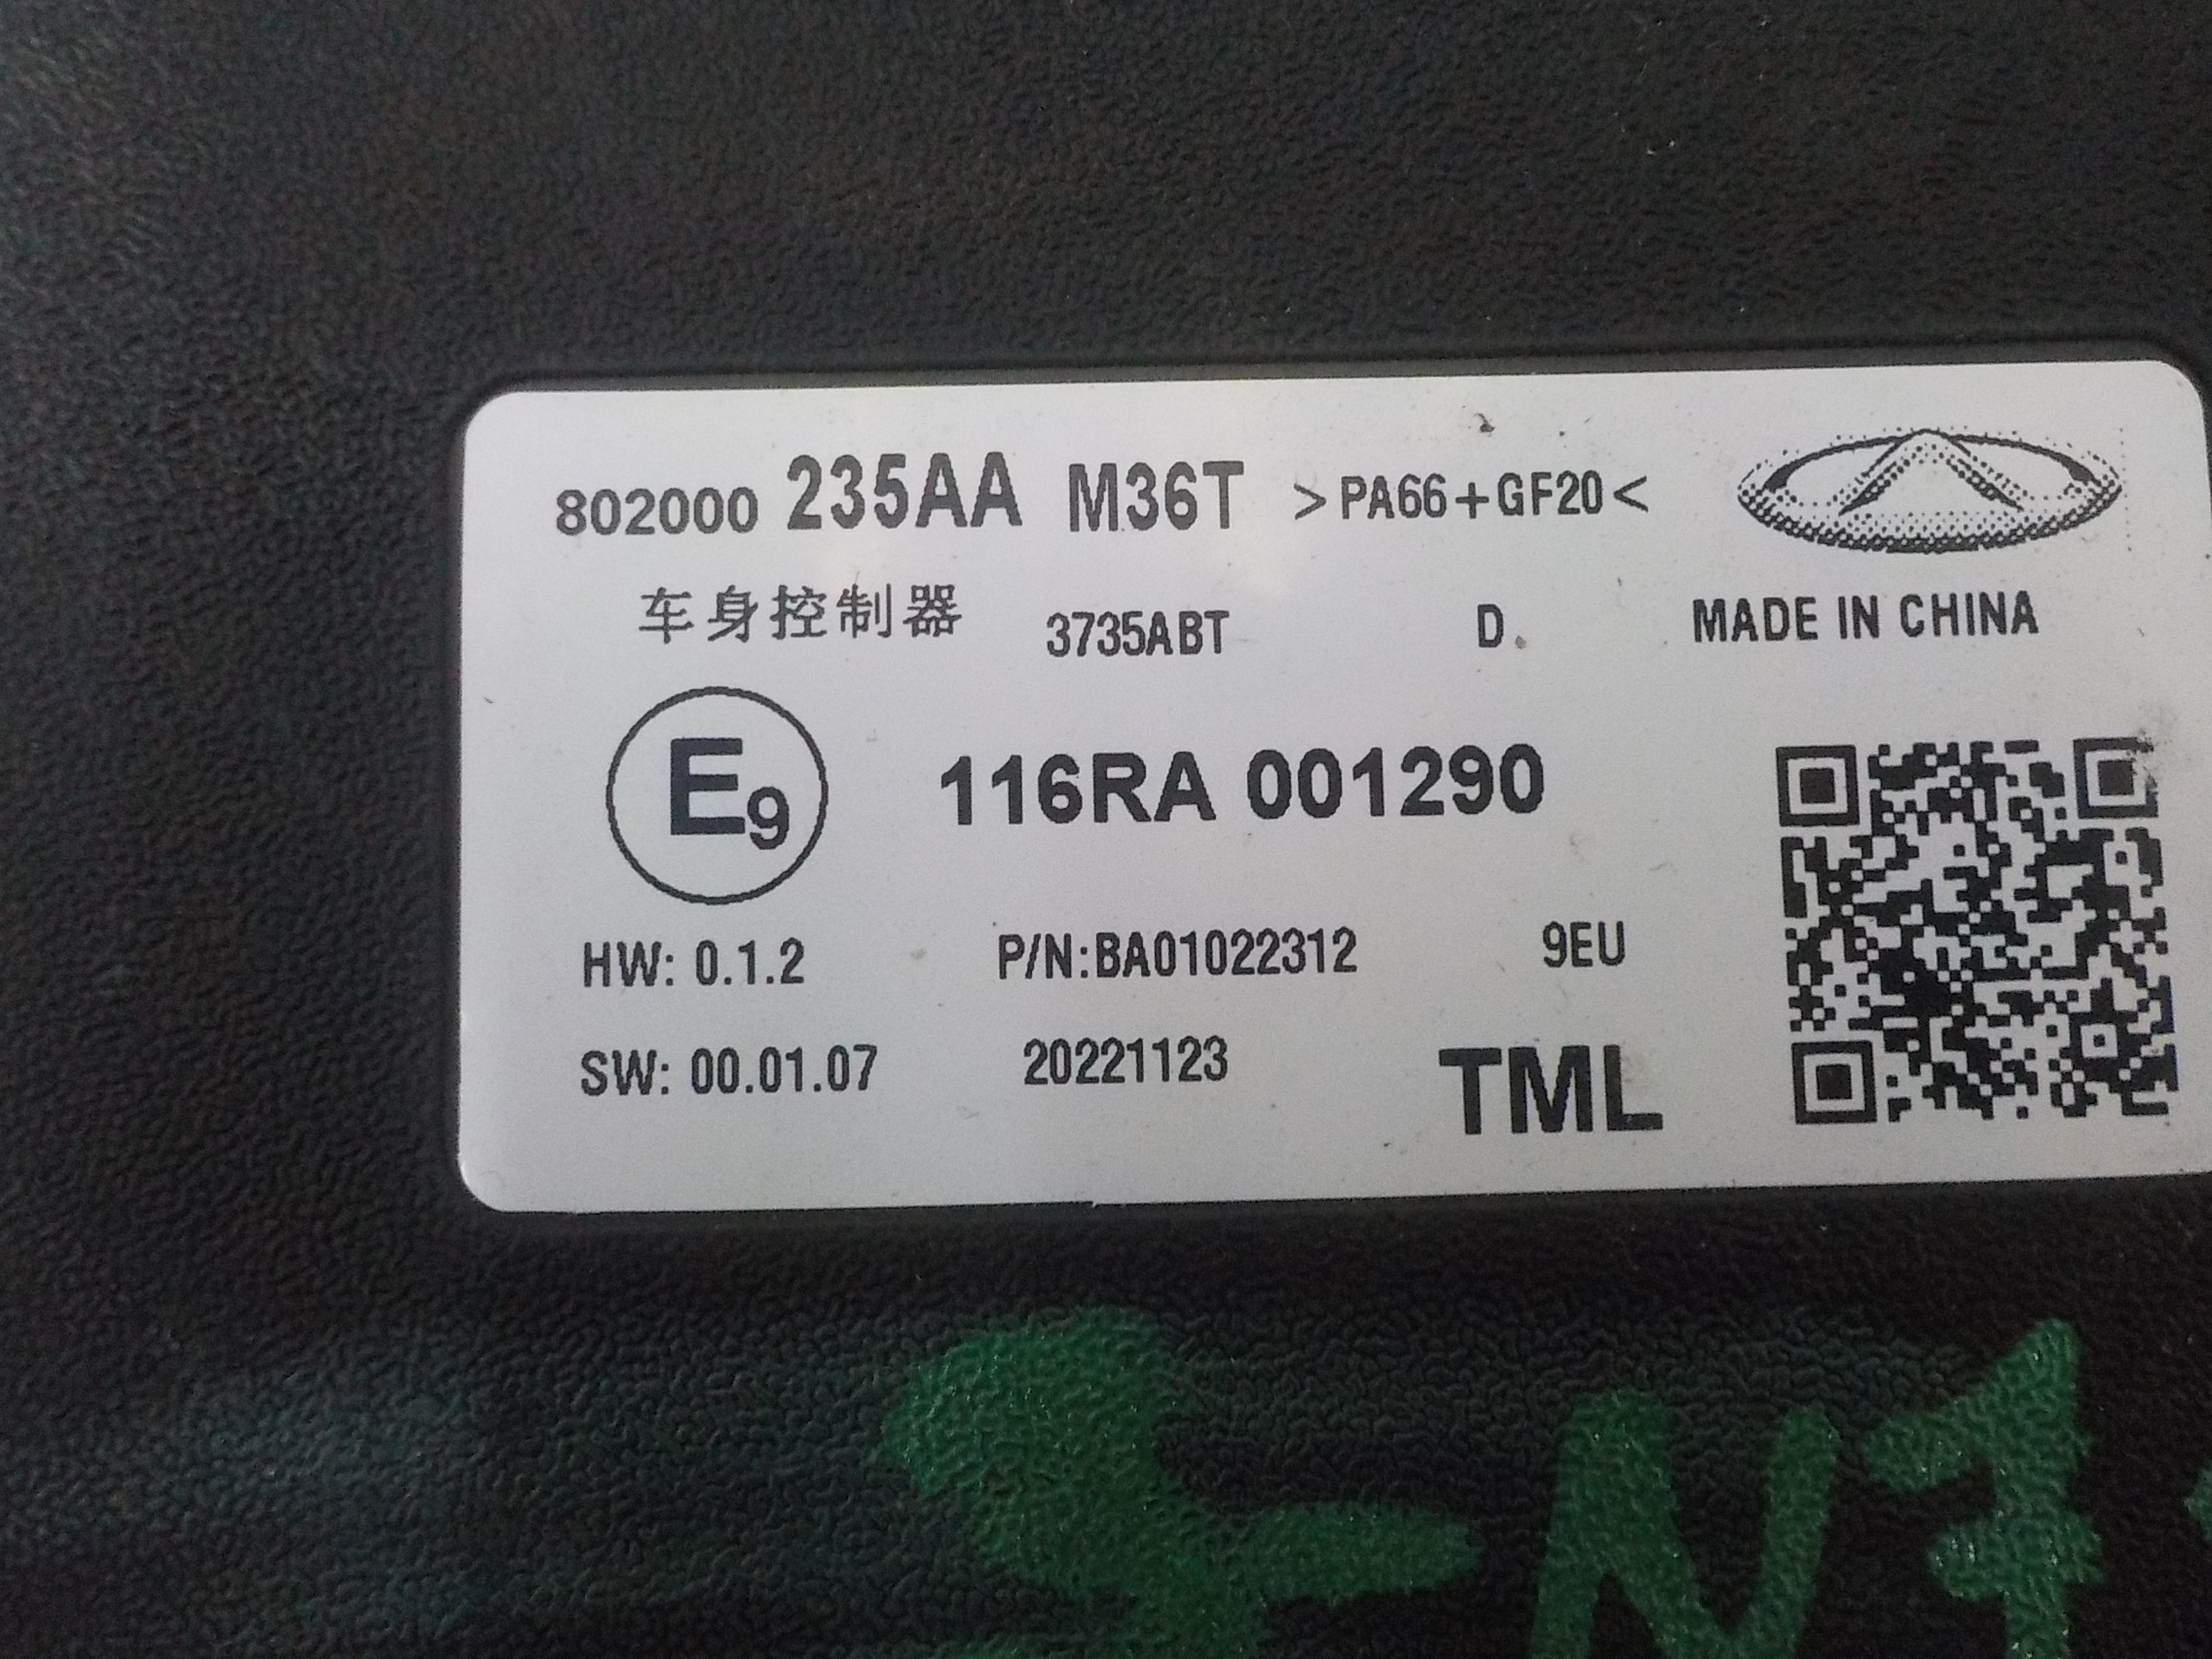 802000 235AA M36T >PA66+GF20<
车身控制器 3735ABT D. MADE IN CHINA
E9 116RA 001290
HW: 0.1.2 P/N:BA01022312 9EU
SW: 00.01.07 20221123 TML